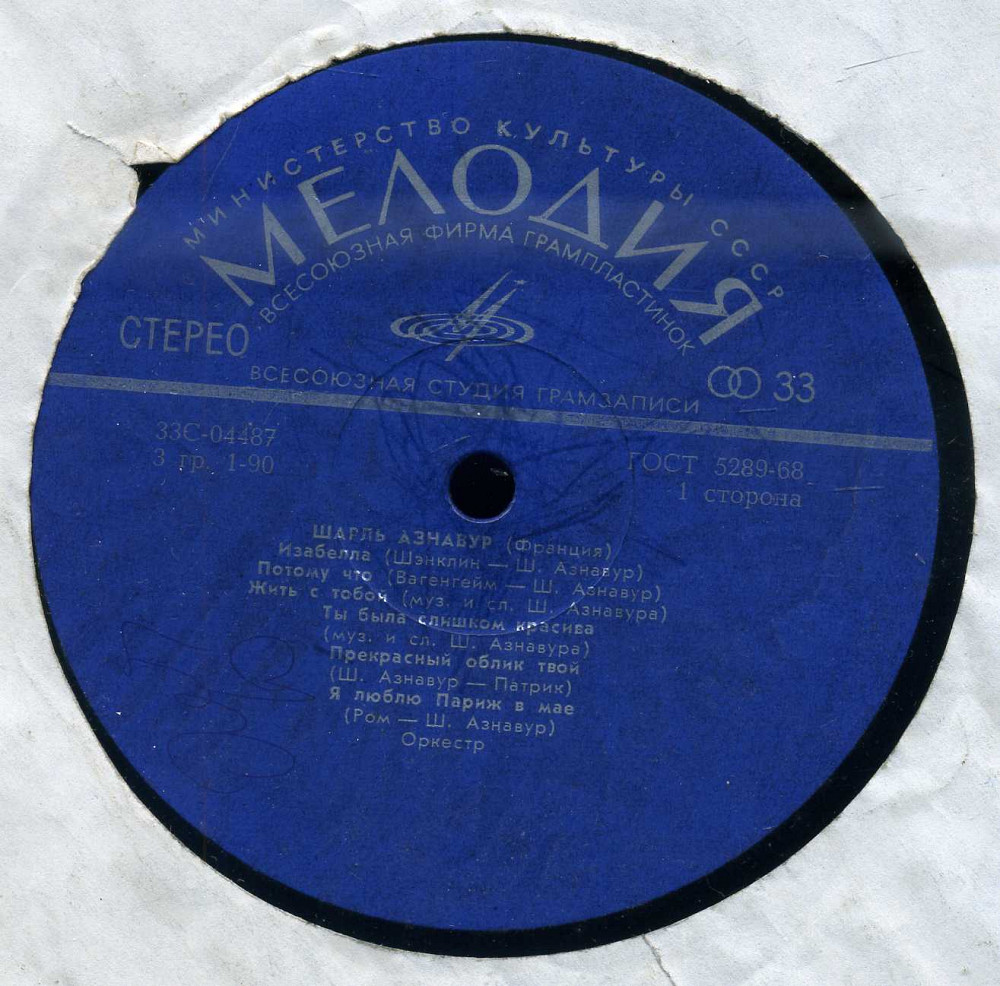 МИНИСТЕРСТВО КУЛЬТУРЫ СССР
МЕЛОДИЯ
ВСЕСОЮЗНАЯ ФИРМА ГРАМПЛАСТИНОК
СТЕРЕО
33
ВСЕСОЮЗНАЯ СТУДИЯ ГРАМЗАПИСИ
33С-04487
3 гр. 1-90
ГОСТ 5289-68
1 сторона
ШАРЛЬ АЗНАВУР (Франция)
Изабелла (Шэнклин — Ш. Азнавур)
Потому что (Вагенгейм — Ш. Азнавур)
Жить с тобой (муз. и сл. Ш. Азнавура)
Ты была слишком красива
(муз. и сл. Ш. Азнавура)
Прекрасный облик твой
(Ш. Азнавур — Патрик)
Я люблю Париж в мае
(Ром — Ш. Азнавур)
Оркестр